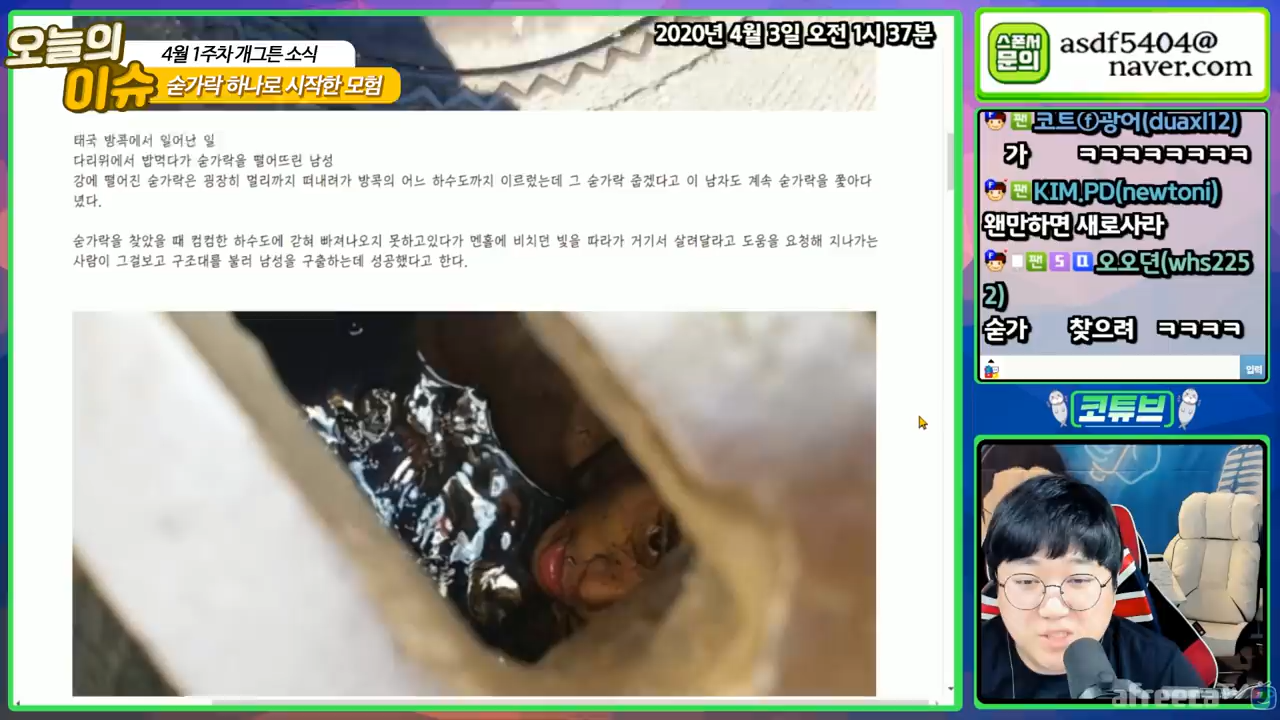 오늘의
이슈
4월 1주차 개그튼 소식
숟가락 하나로 시작한 모험
2020년 4월 3일 오전 1시 37분
태국 방콕에서 일어난 일
다리위에서 밥먹다가 숟가락을 떨어뜨린 남성
강에 떨어진 숟가락은 굉장히 멀리까지 떠내려가 방콕의 어느 하수도까지 이르렀는데 그 숟가락 줍겠다고 이 남자도 계속 숟가락을 쫓아다
녔다.
숟가락을 찾았을 때 컴컴한 하수도에 갇혀 빠져나오지 못하고있다가 멘홀에 비치던 빛을 따라가 거기서 살려달라고 도움을 요청해 지나가는
사람이 그걸보고 구조대를 불러 남성을 구출하는데 성공했다고 한다.
스폰서
문의
asdf5404@
naver.com
팬 코트ⓕ광어(duaxl12)
가 ㅋㅋㅋㅋㅋㅋㅋㅋ
팬 KIM.PD(newtoni)
왠만하면 새로사라
팬 S Q 오오뎐(whs225
2)
숟가 찾으려 ㅋㅋㅋㅋ
입력
코튜브
afreecaTV